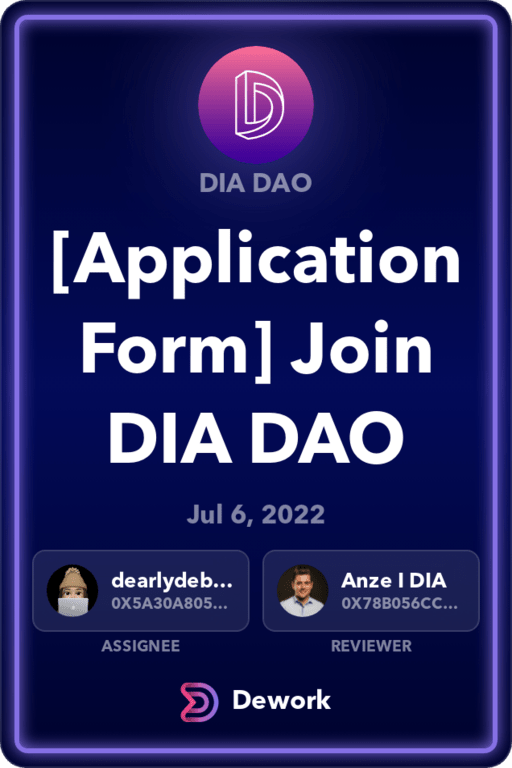 DIA DAO
[Application
Form] Join
DIA DAO
Jul 6, 2022
dearlydeb...
0X5A30A805...
ASSIGNEE
Anze I DIA
0X78B056CC...
REVIEWER
Dework